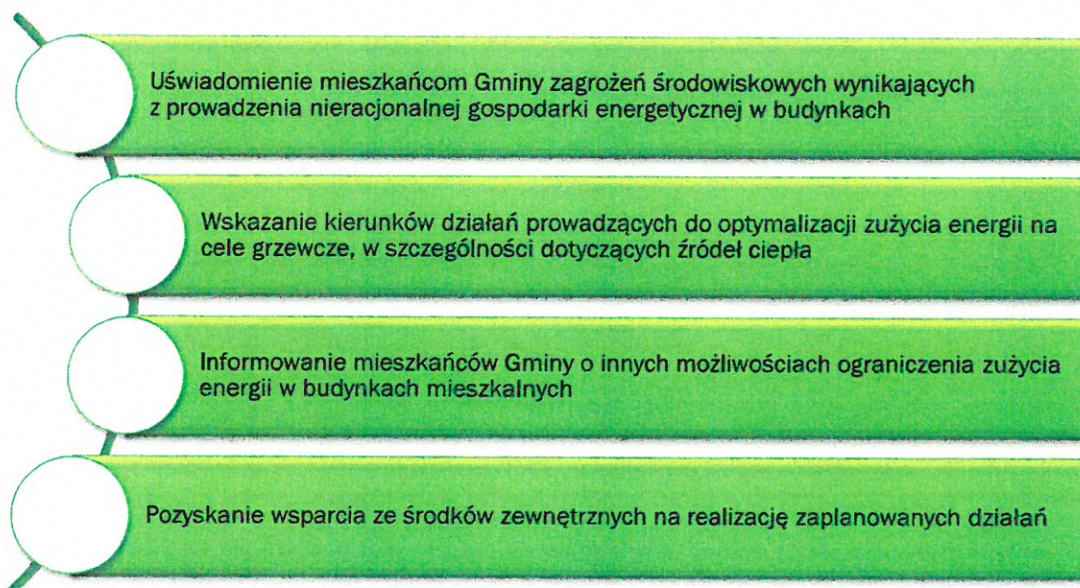 Uświadomienie mieszkańcom Gminy zagrożeń środowiskowych wynikających
z prowadzenia nieracjonalnej gospodarki energetycznej w budynkach
Wskazanie kierunków działań prowadzących do optymalizacji zużycia energii na
cele grzewcze, w szczególności dotyczących źródeł ciepła
Informowanie mieszkańców Gminy o innych możliwościach ograniczenia zużycia
energii w budynkach mieszkalnych
Pozyskanie wsparcia ze środków zewnętrznych na realizację zaplanowanych działań